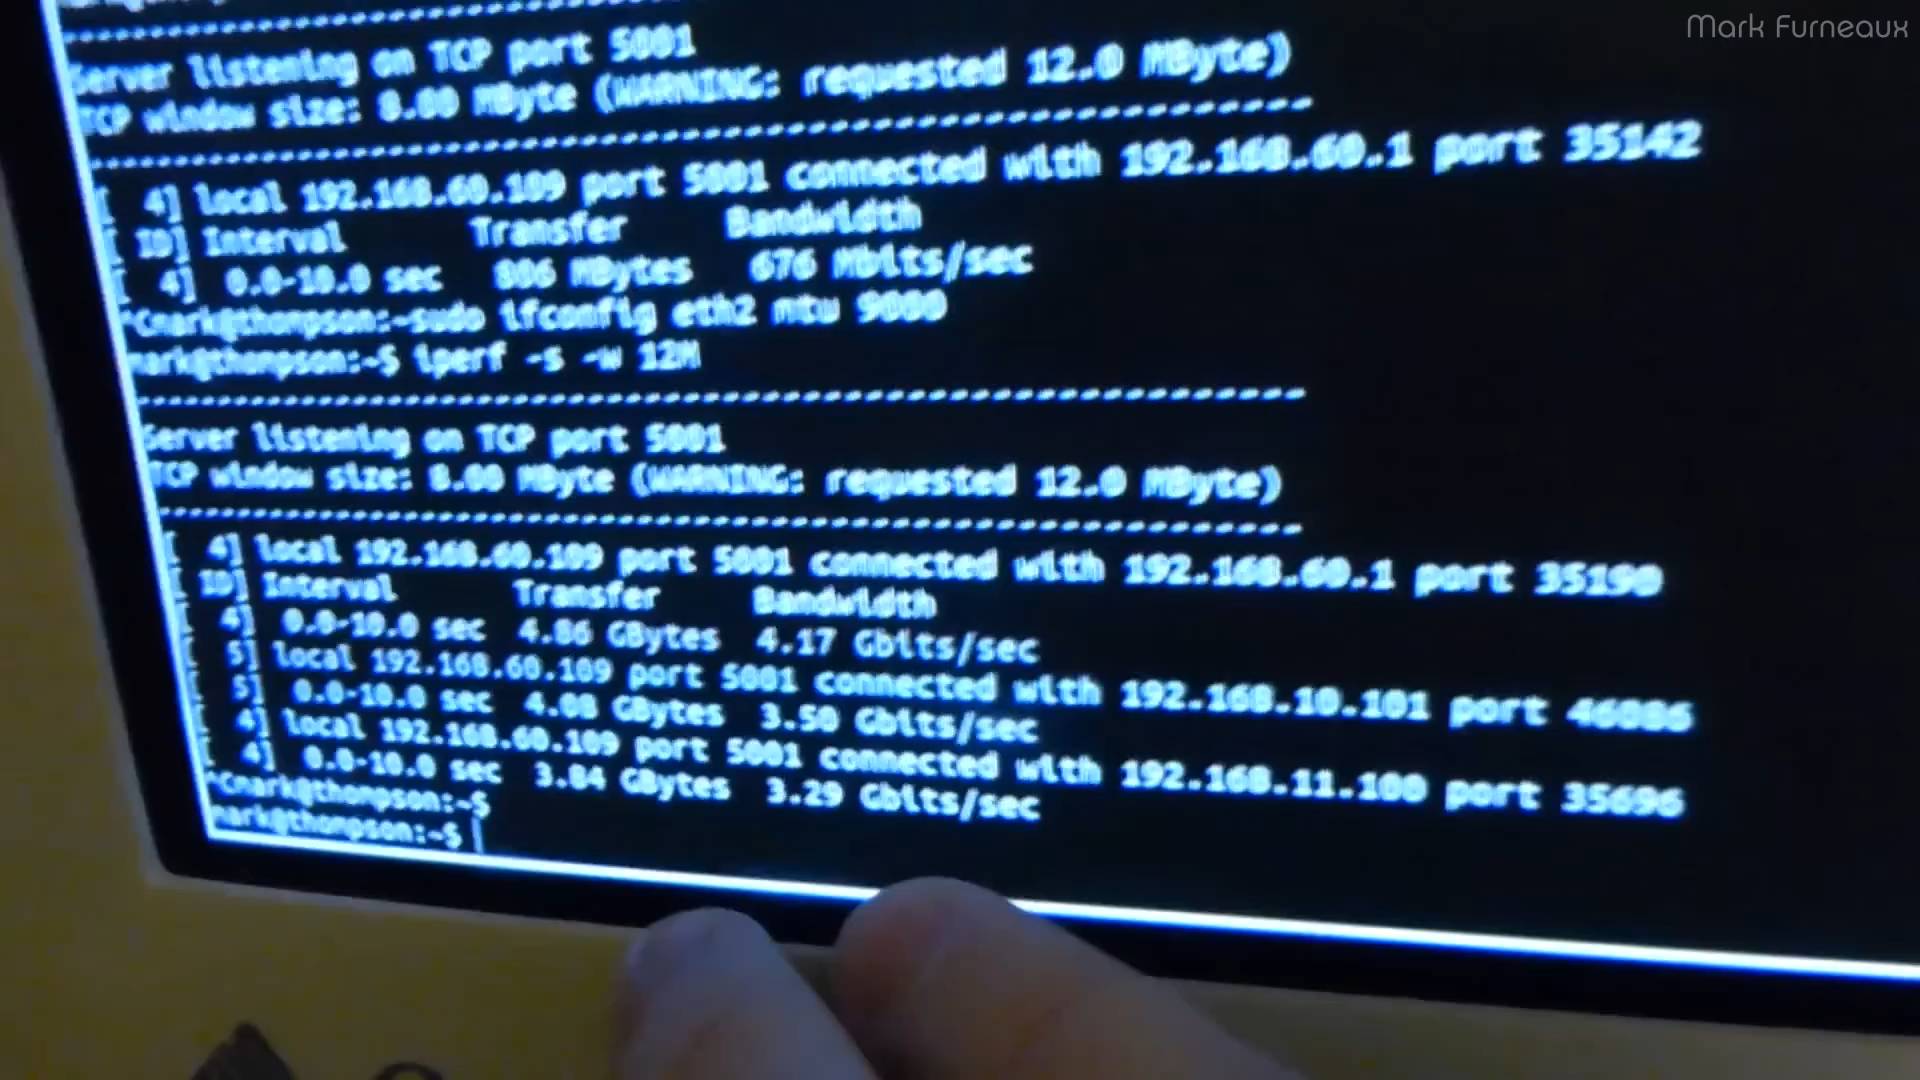 Mark Furneaux
Server listening on TCP port 5001
TCP window size: 8.00 MByte (WARNING: requested 12.0 MByte)
[ 4] local 192.168.60.109 port 5001 connected with 192.168.60.1 port 35142
[ ID] Interval Transfer Bandwidth
[ 4] 0.0-10.0 sec 806 MBytes 676 Mbits/sec
^Cmark@thompson:~sudo ifconfig eth2 mtu 9000
mark@thompson:~$ iperf -s -w 12M
------------------------------------------------------------
Server listening on TCP port 5001
TCP window size: 8.00 MByte (WARNING: requested 12.0 MByte)
------------------------------------------------------------
[ 4] local 192.168.60.109 port 5001 connected with 192.168.60.1 port 35190
[ ID] Interval Transfer Bandwidth
[ 4] 0.0-10.0 sec 4.86 GBytes 4.17 Gbits/sec
[ 5] local 192.168.60.109 port 5001 connected with 192.168.10.101 port 46086
[ 5] 0.0-10.0 sec 4.08 GBytes 3.50 Gbits/sec
[ 4] local 192.168.60.109 port 5001 connected with 192.168.11.100 port 35696
[ 4] 0.0-10.0 sec 3.84 GBytes 3.29 Gbits/sec
^Cmark@thompson:~$
mark@thompson:~$